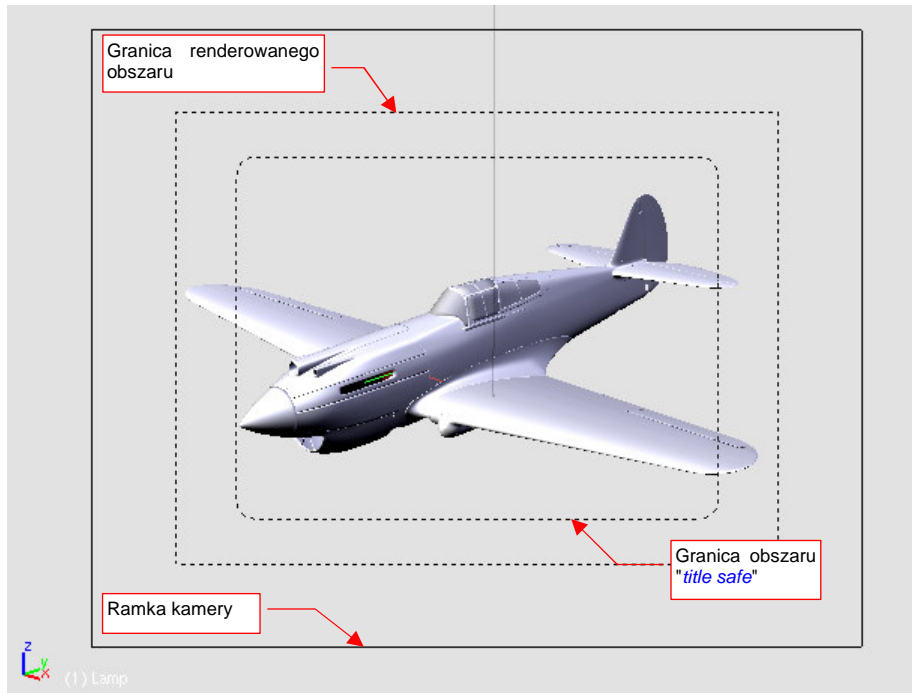 Granica renderowanego
obszaru
Granica obszaru
"title safe"
Ramka kamery
z
y
x
(1) Lamp